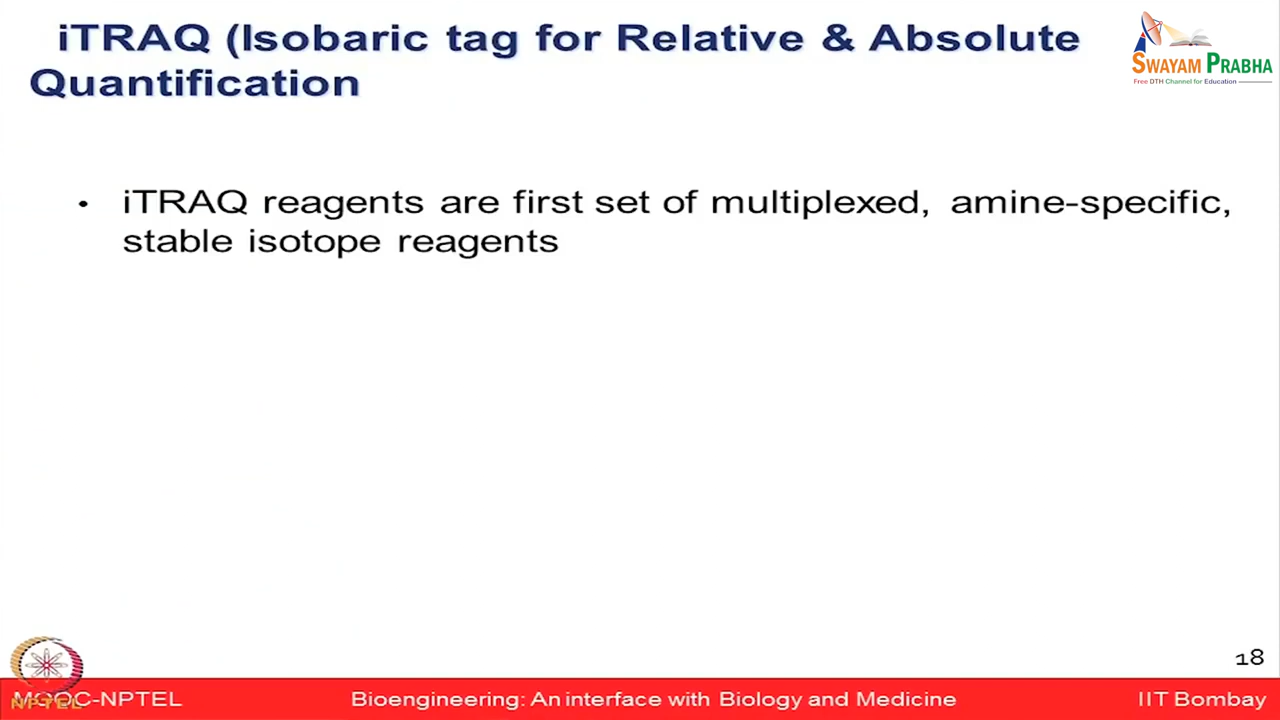 iTRAQ (Isobaric tag for Relative & Absolute
Quantification
SWAYAM PRABHA
Free DTH Channel for Education
• iTRAQ reagents are first set of multiplexed, amine-specific,
stable isotope reagents
18
MOOC-NPTEL
NPTEL
Bioengineering: An interface with Biology and Medicine
IIT Bombay